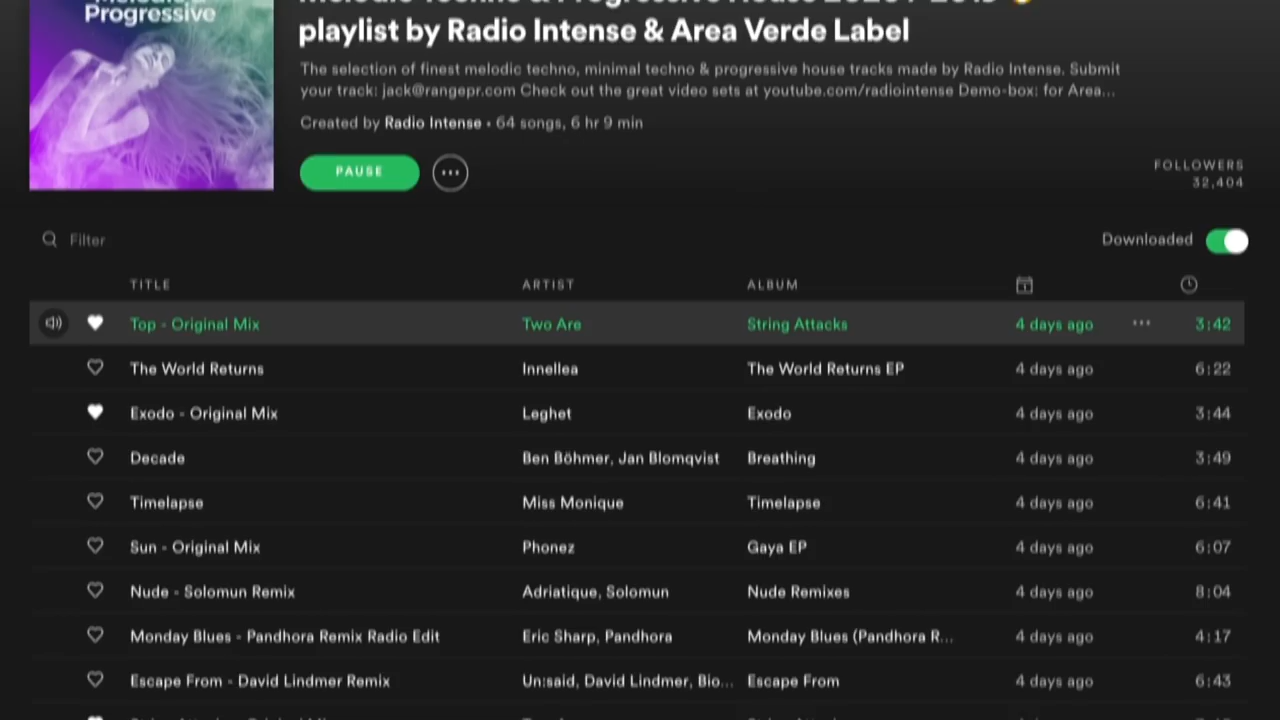 Melodic &
Progressive
Melodic Techno & Progressive House
playlist by Radio Intense & Area Verde Label
The selection of finest melodic techno, minimal techno & progressive house tracks made by Radio Intense. Submit
your track: jack@rangepr.com Check out the great video sets at youtube.com/radiointense Demo-box: for Area...
Created by Radio Intense • 64 songs, 6 hr 9 min
PAUSE
FOLLOWERS
32,404
Filter
Downloaded
TITLE ARTIST ALBUM
Top - Original Mix Two Are String Attacks 4 days ago ... 3:42
The World Returns Innellea The World Returns EP 4 days ago 6:22
Exodo - Original Mix Leghet Exodo 4 days ago 3:44
Decade Ben Böhmer, Jan Blomqvist Breathing 4 days ago 3:49
Timelapse Miss Monique Timelapse 4 days ago 6:41
Sun - Original Mix Phonez Gaya EP 4 days ago 6:07
Nude - Solomun Remix Adriatique, Solomun Nude Remixes 4 days ago 8:04
Monday Blues - Pandhora Remix Radio Edit Eric Sharp, Pandhora Monday Blues (Pandhora R... 4 days ago 4:17
Escape From - David Lindmer Remix Un:said, David Lindmer, Bio... Escape From 4 days ago 6:43